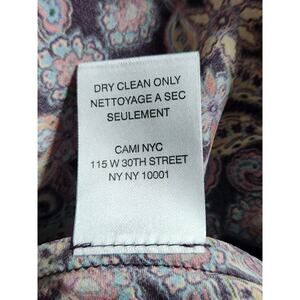 DRY CLEAN ONLY
NETTOYAGE A SEC
SEULEMENT
CAMI NYC
115 W 30TH STREET
NY NY 10001